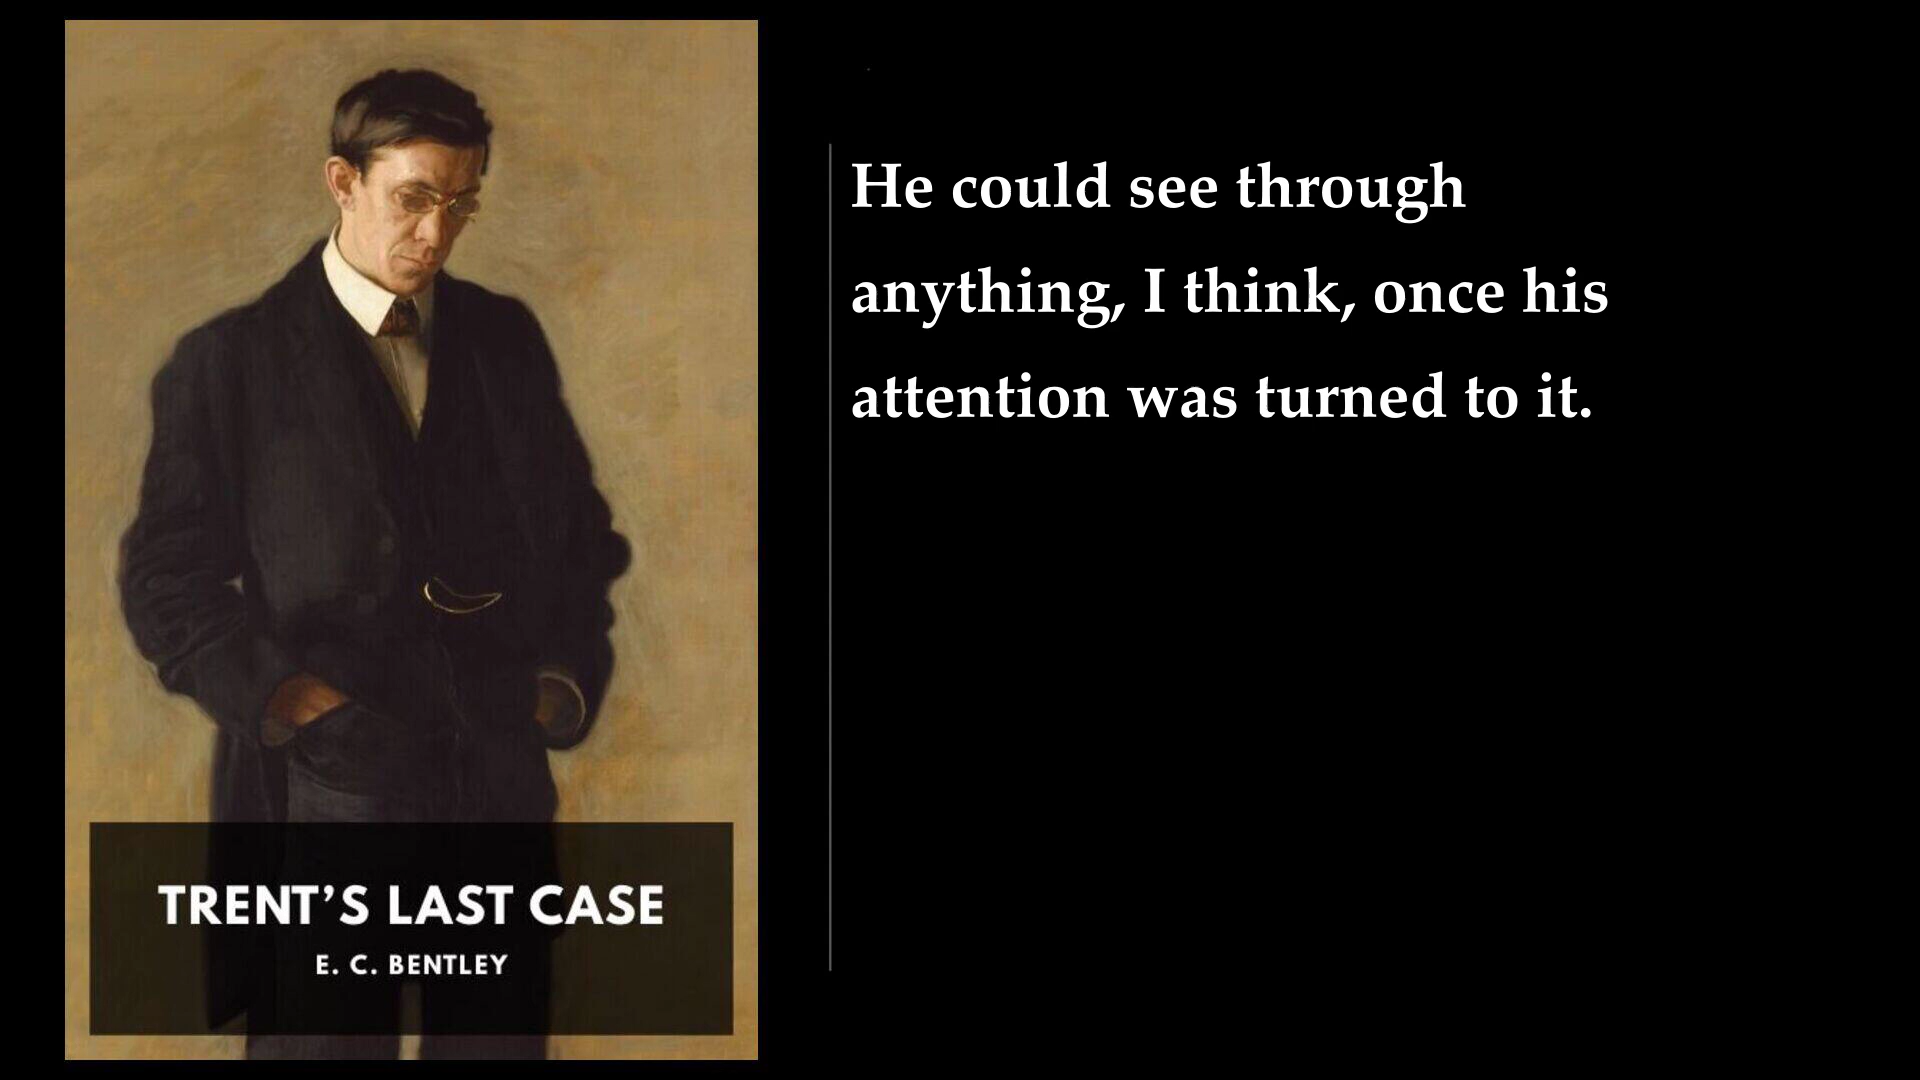 He could see through
anything, I think, once his
attention was turned to it.
TRENT’S LAST CASE
E. C. BENTLEY